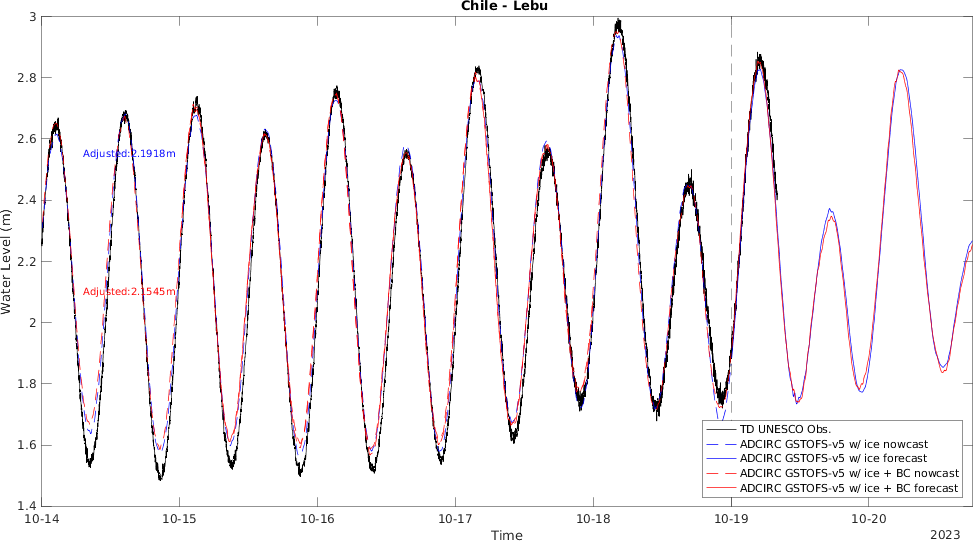 Chile - Lebu
3
2.8
2.6
2.4
2.2
2
1.8
1.6
1.4
Water Level (m)
Adjusted:2.1918m
Adjusted:2.1545m
TD UNESCO Obs.
ADCIRC GSTOFS-v5 w/ ice nowcast
ADCIRC GSTOFS-v5 w/ ice forecast
ADCIRC GSTOFS-v5 w/ ice + BC nowcast
ADCIRC GSTOFS-v5 w/ ice + BC forecast
10-14 10-15 10-16 10-17 10-18 10-19 10-20
Time
2023